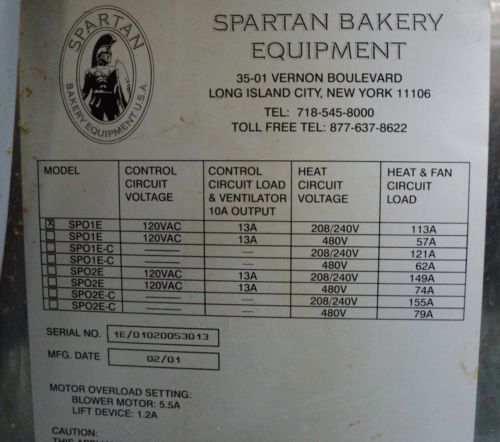 SPARTAN
BAKERY EQUIPMENT U.S.A
SPARTAN BAKERY
EQUIPMENT
35-01 VERNON BOULEVARD
LONG ISLAND CITY, NEW YORK 11106
TEL: 718-545-8000
TOLL FREE TEL: 877-637-8622
MODEL CONTROL CIRCUIT VOLTAGE CONTROL CIRCUIT LOAD & VENTILATOR 10A OUTPUT HEAT CIRCUIT VOLTAGE HEAT & FAN CIRCUIT LOAD
X SPO1E 120VAC 13A 208/240V 113A
SPO1E 120VAC 13A 480V 57A
SPO1E-C — — 208/240V 121A
SPO1E-C — — 480V 62A
SPO2E 120VAC 13A 208/240V 149A
SPO2E 120VAC 13A 480V 74A
SPO2E-C — — 208/240V 155A
SPO2E-C — — 480V 79A
SERIAL NO. 1E/01020053013
MFG. DATE 02/01
MOTOR OVERLOAD SETTING:
BLOWER MOTOR: 5.5A
LIFT DEVICE: 1.2A
CAUTION: